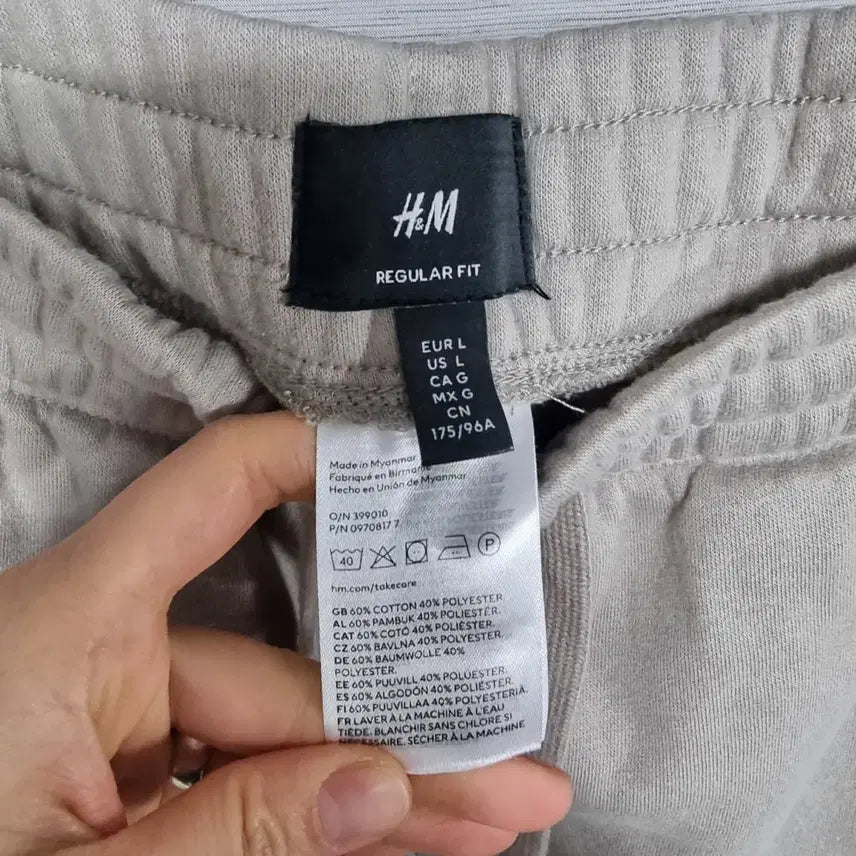 H&M
REGULAR FIT
EUR L
US L
CA G
MX G
CN
175/96A
Made in Myanmar
Fabriqué en Birmanie
Hecho en Unión de Myanmar
O/N 399010
P/N 0970817 7
40
P
hm.com/takecare
GB 60% COTTON 40% POLYESTER.
AL 60% PAMBUK 40% POLIESTER.
CAT 60% COTÓ 40% POLIÈSTER.
CZ 60% BAVLNA 40% POLYESTER.
DE 60% BAUMWOLLE 40%
POLYESTER.
EE 60% PUUVILL 40% POLÜESTER.
ES 60% ALGODÓN 40% POLIÉSTER.
FI 60% PUUVILLAA 40% POLYESTERIÄ.
FR LAVER À LA MACHINE À L'EAU
TIÈDE. BLANCHIR SANS CHLORE SI
NÉCESSAIRE. SÉCHER À LA MACHINE